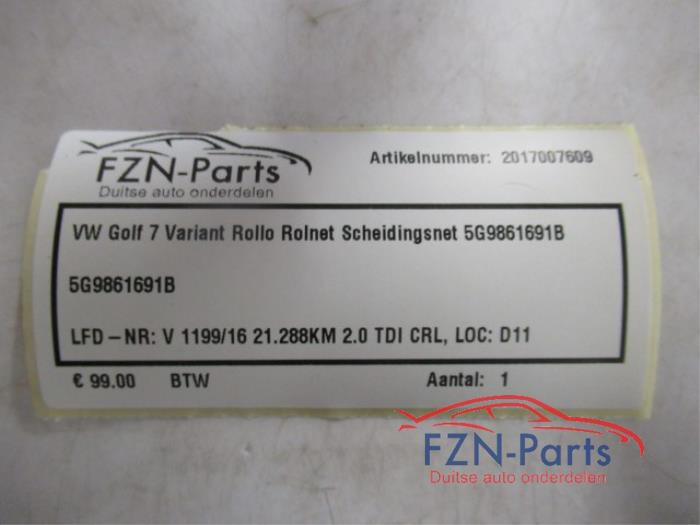 FZN-Parts
Duitse auto onderdelen
Artikelnummer: 2017007609
VW Golf 7 Variant Rollo Rolnet Scheidingsnet 5G9861691B
5G9861691B
LFD-NR: V 1199/16 21.288KM 2.0 TDI CRL, LOC: D11
€ 99.00 BTW Aantal: 1
FZN-Parts
Duitse auto onderdelen